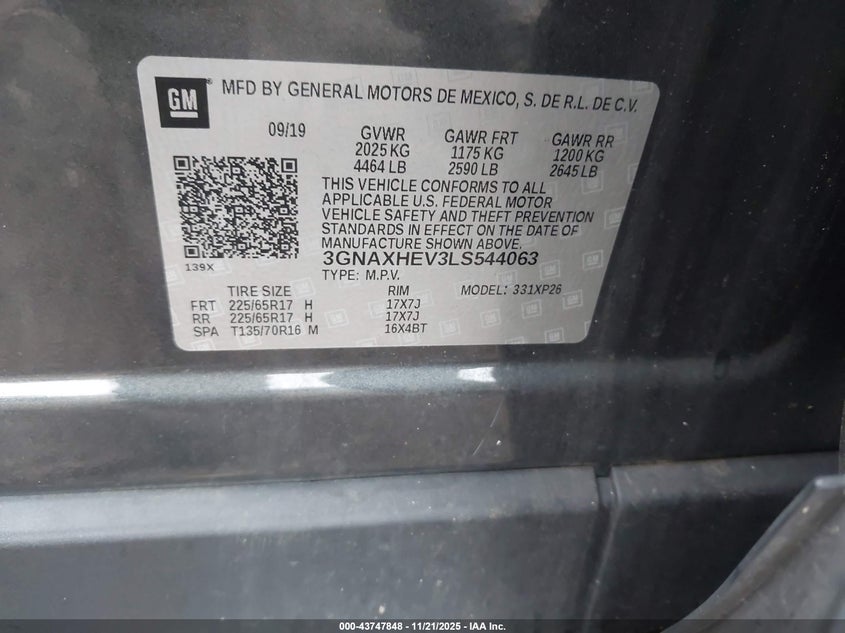 GM
MFD BY GENERAL MOTORS DE MEXICO, S. DE R.L. DE C.V.
09/19 GVWR GAWR FRT GAWR RR
2025 KG 1175 KG 1200 KG
4464 LB 2590 LB 2645 LB
THIS VEHICLE CONFORMS TO ALL
APPLICABLE U.S. FEDERAL MOTOR
VEHICLE SAFETY AND THEFT PREVENTION
STANDARDS IN EFFECT ON THE DATE OF
MANUFACTURE SHOWN ABOVE.
139X 3GNAXHEV3LS544063
TYPE: M.P.V.
TIRE SIZE RIM MODEL: 331XP26
FRT 225/65R17 H 17X7J
RR 225/65R17 H 17X7J
SPA T135/70R16 M 16X4BT
000-43747848 - 11/21/2025 - IAA Inc.